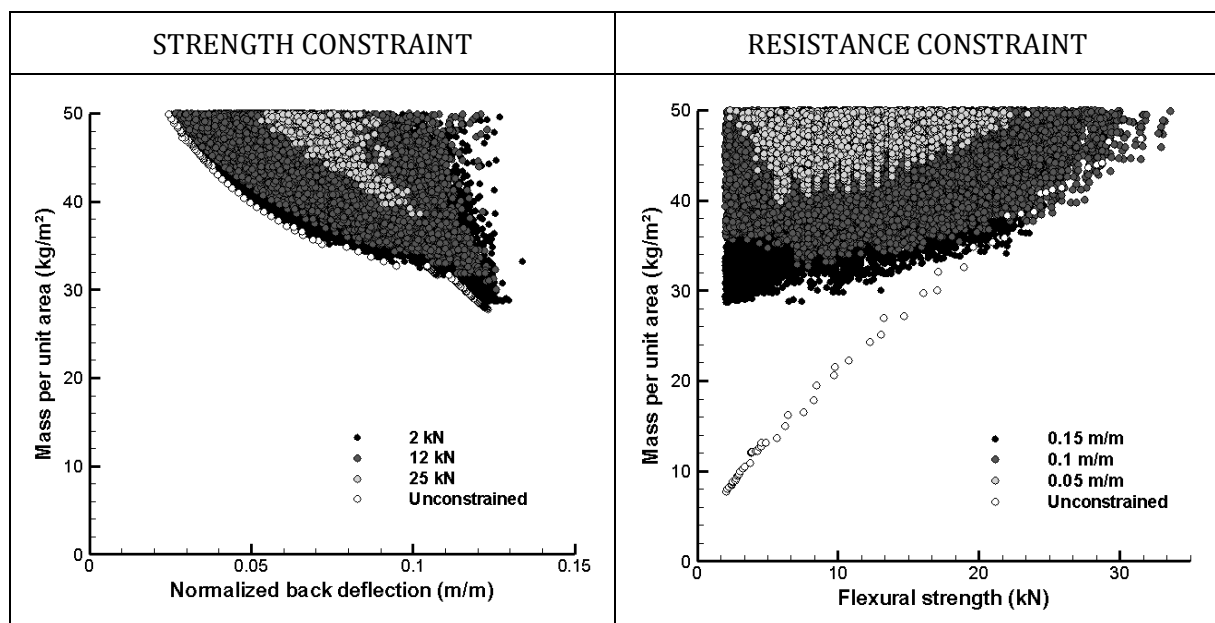 STRENGTH CONSTRAINT
RESISTANCE CONSTRAINT
Mass per unit area (kg/m²)
50
40
30
20
10
0
2 kN
12 kN
25 kN
Unconstrained
0
0.05
0.1
0.15
Normalized back deflection (m/m)
Mass per unit area (kg/m²)
50
40
30
20
10
0
0.15 m/m
0.1 m/m
0.05 m/m
Unconstrained
0
10
20
30
Flexural strength (kN)